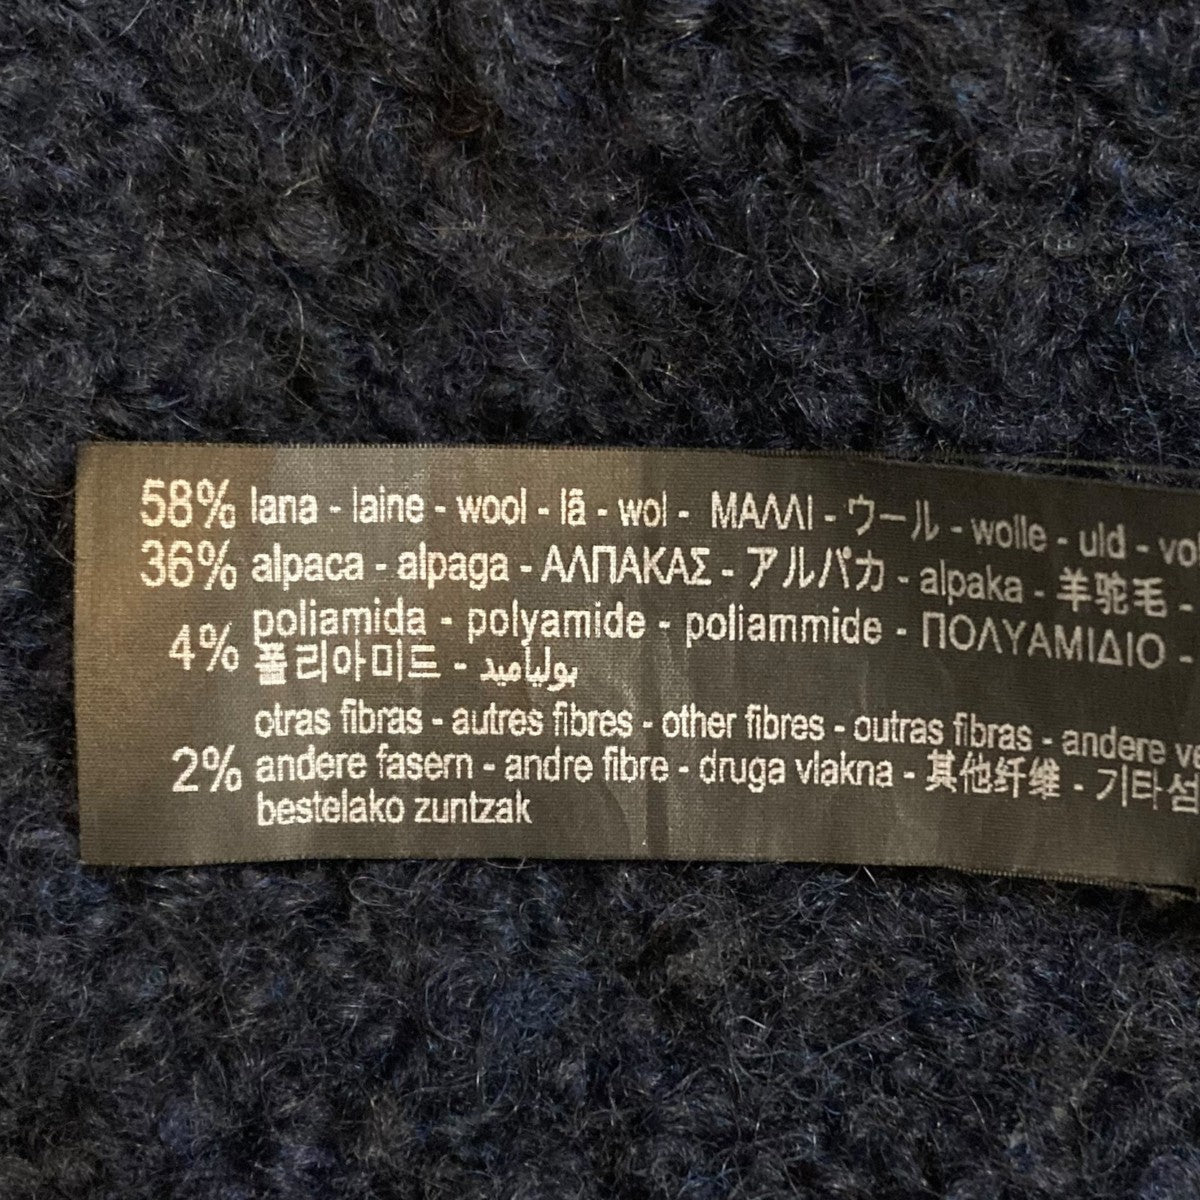 58% lana - laine - wool - lã - wol - ΜΑΛΛΙ - ウール - wolle - uld - vol
36% alpaca - alpaga - ΑΛΠΑΚΑΣ - アルパカ - alpaka - 羊驼毛 -
4% poliamida - polyamide - poliammide - ΠΟΛΥΑΜΙΔΙΟ -
폴리아미드 - بولياميد
otras fibras - autres fibres - other fibres - outras fibras - andere
2% andere fasern - andre fibre - druga vlakna - 其他纤维 - 기타섬
bestelako zuntzak